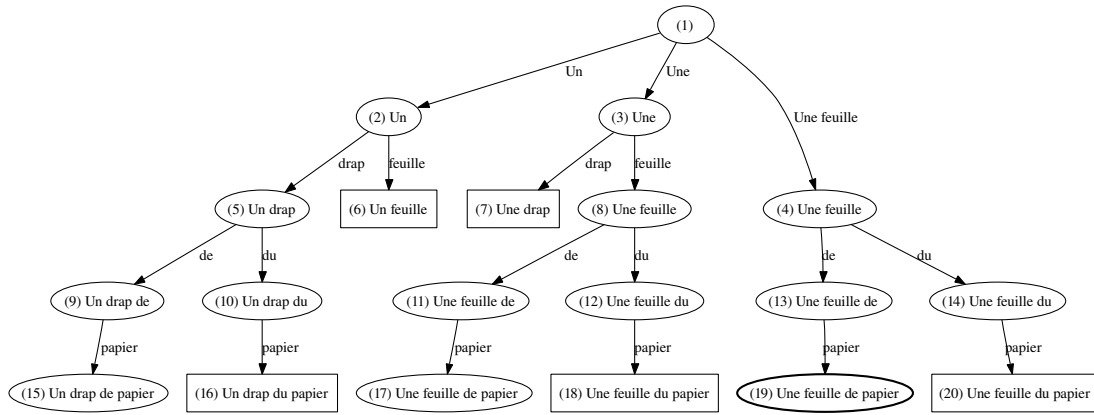 (1)
Un
Une
Une feuille
(2) Un
(3) Une
drap
feuille
drap
feuille
(5) Un drap
(6) Un feuille
(7) Une drap
(8) Une feuille
(4) Une feuille
de
du
de
du
de
du
(9) Un drap de
(10) Un drap du
(11) Une feuille de
(12) Une feuille du
(13) Une feuille de
(14) Une feuille du
papier
papier
papier
papier
papier
papier
(15) Un drap de papier
(16) Un drap du papier
(17) Une feuille de papier
(18) Une feuille du papier
(19) Une feuille de papier
(20) Une feuille du papier